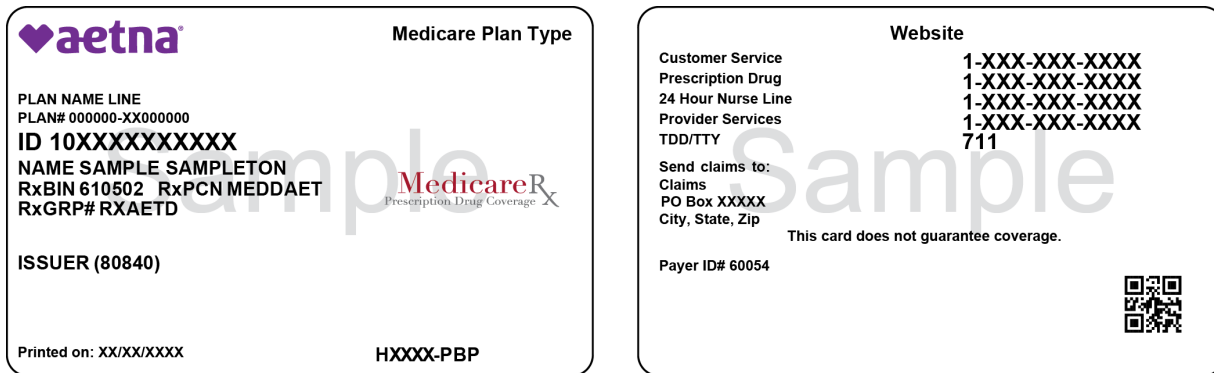 aetna®
Medicare Plan Type
PLAN NAME LINE
PLAN# 000000-XX000000
ID 10XXXXXXXXXX
NAME SAMPLE SAMPLETON
RxBIN 610502 RxPCN MEDDAET
RxGRP# RXAETD
MedicareRx
Prescription Drug Coverage
ISSUER (80840)
Printed on: XX/XX/XXXX
HXXXX-PBP
Sample
Website
Customer Service 1-XXX-XXX-XXXX
Prescription Drug 1-XXX-XXX-XXXX
24 Hour Nurse Line 1-XXX-XXX-XXXX
Provider Services 1-XXX-XXX-XXXX
TDD/TTY 711
Send claims to:
Claims
PO Box XXXXX
City, State, Zip
This card does not guarantee coverage.
Payer ID# 60054
Sample